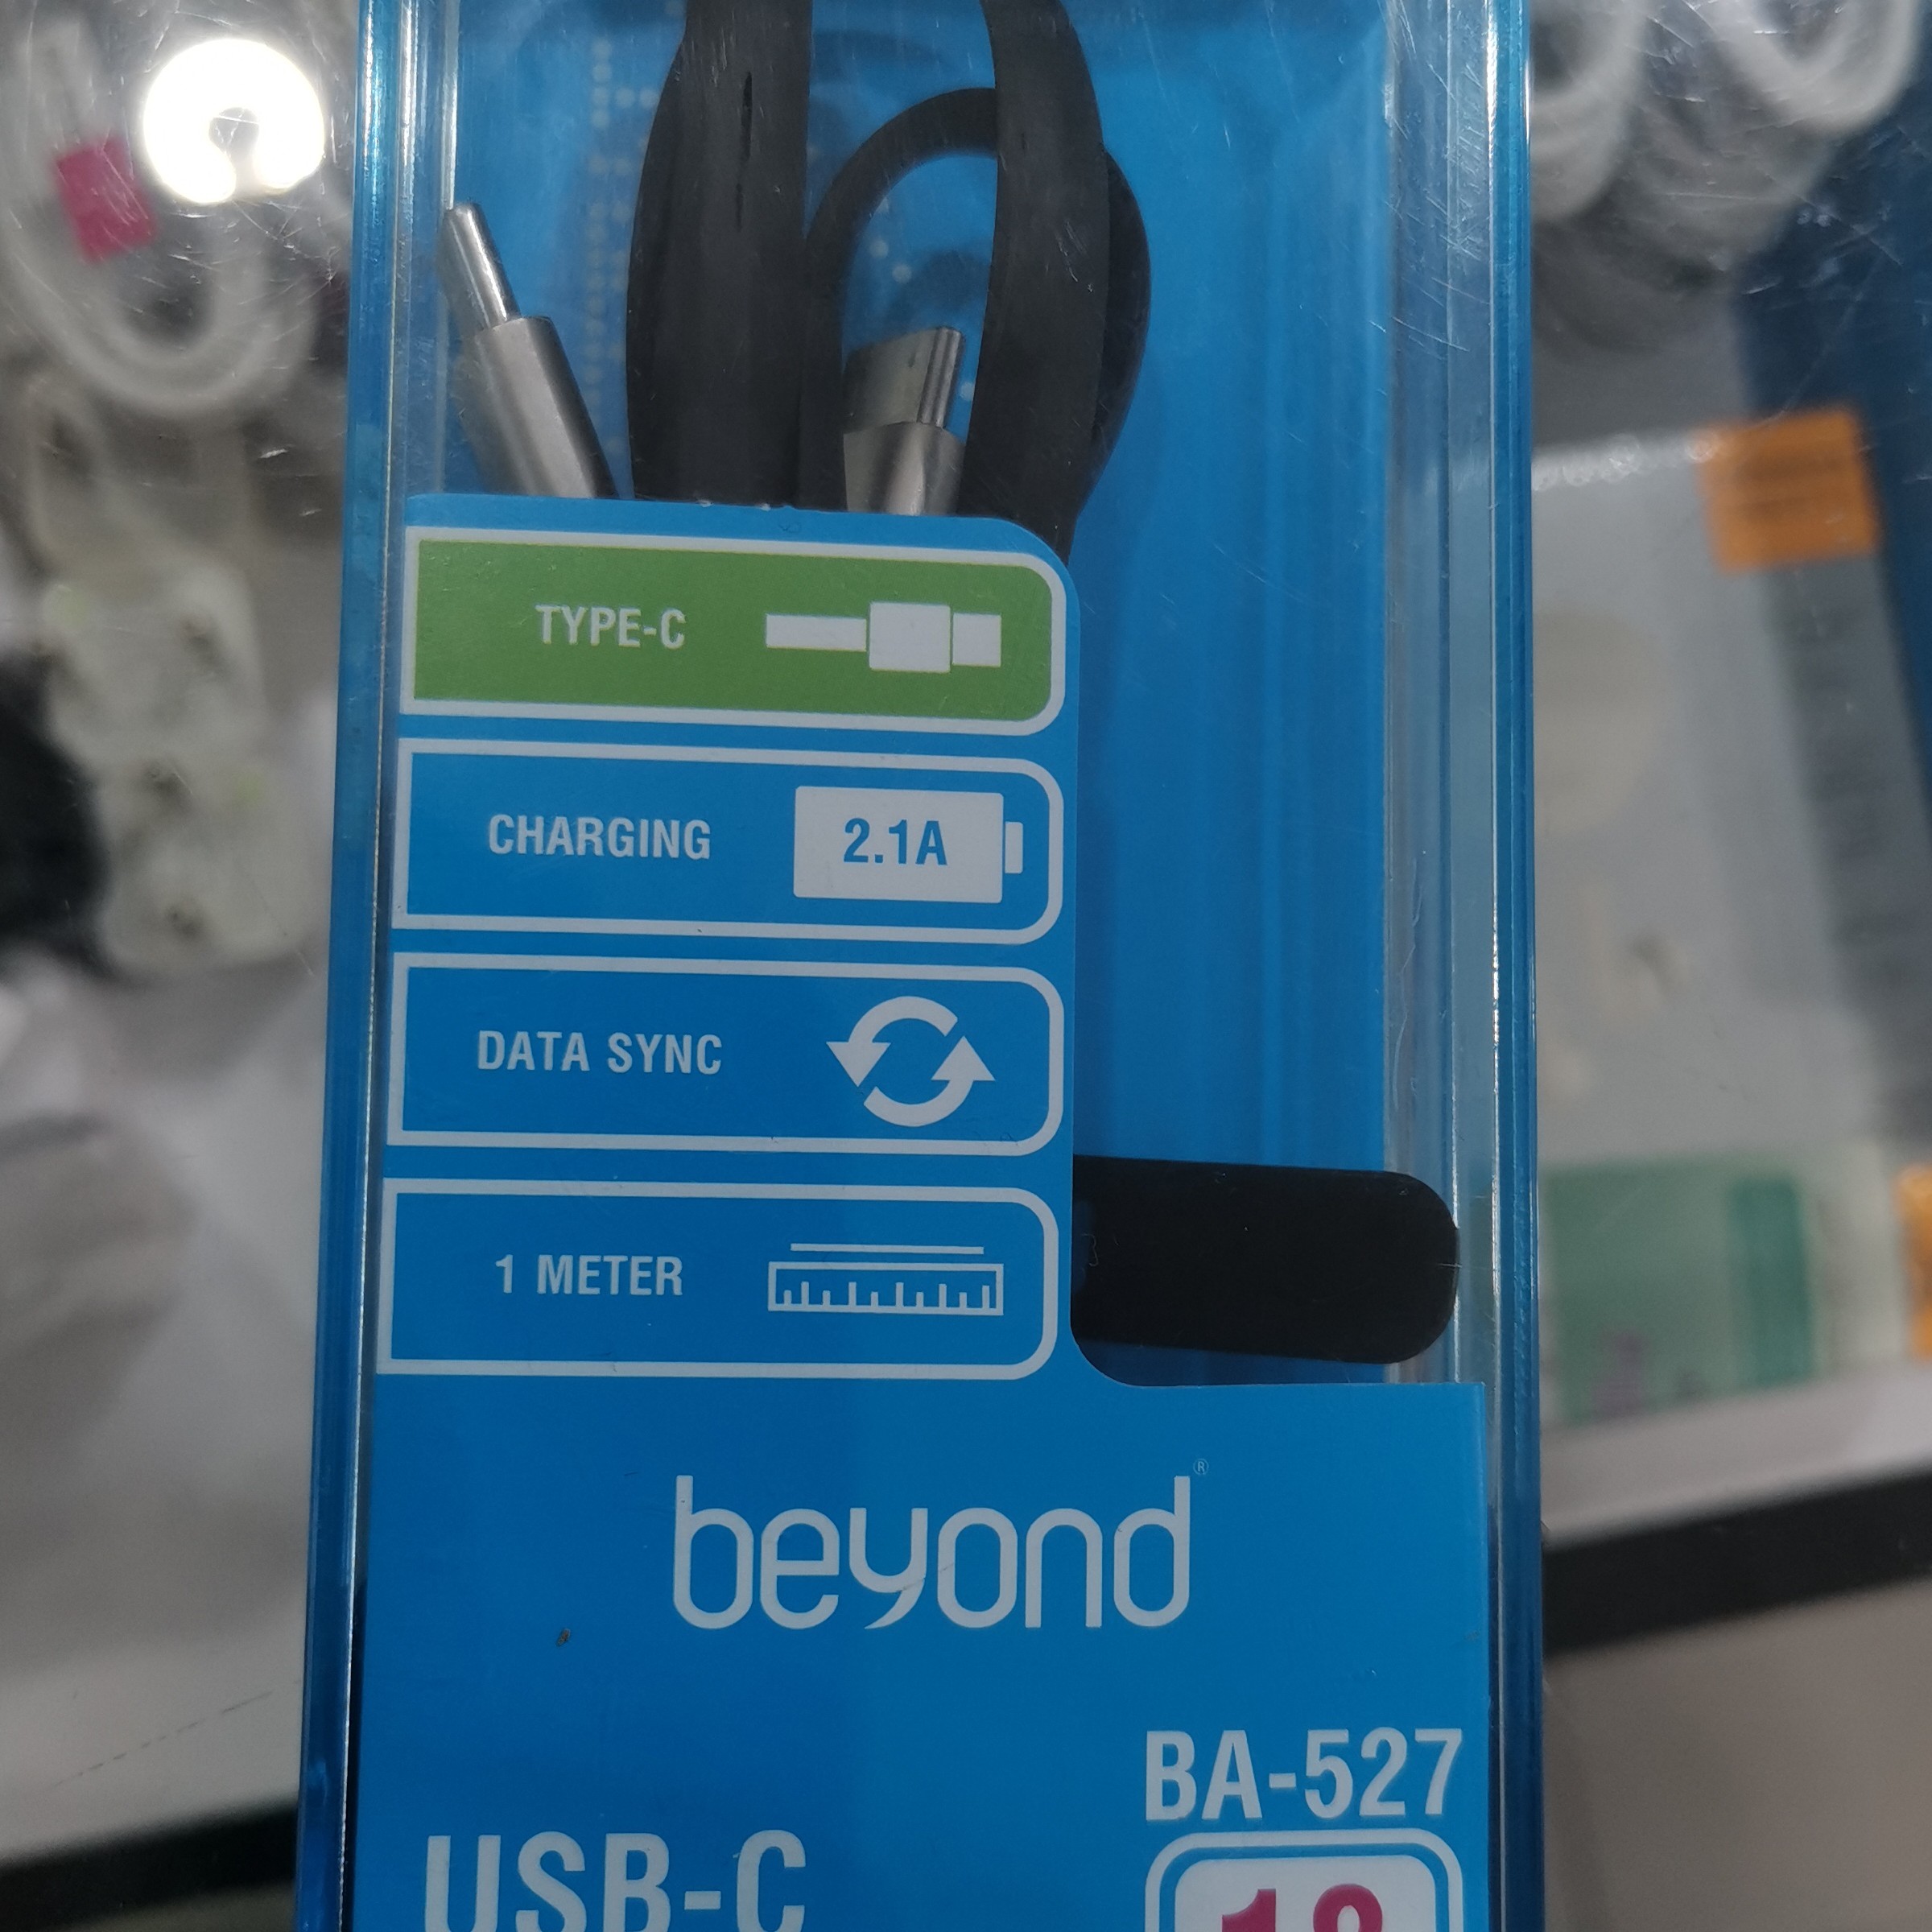 TYPE-C
CHARGING 2.1A
DATA SYNC
1 METER
beyond®
BA-527
USB-C